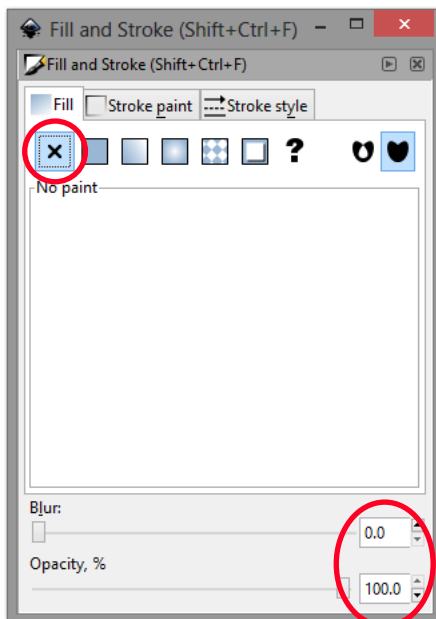 Fill and Stroke (Shift+Ctrl+F)
Fill and Stroke (Shift+Ctrl+F)
Fill Stroke paint Stroke style
?
No paint
Blur:
0.0
Opacity, %
100.0